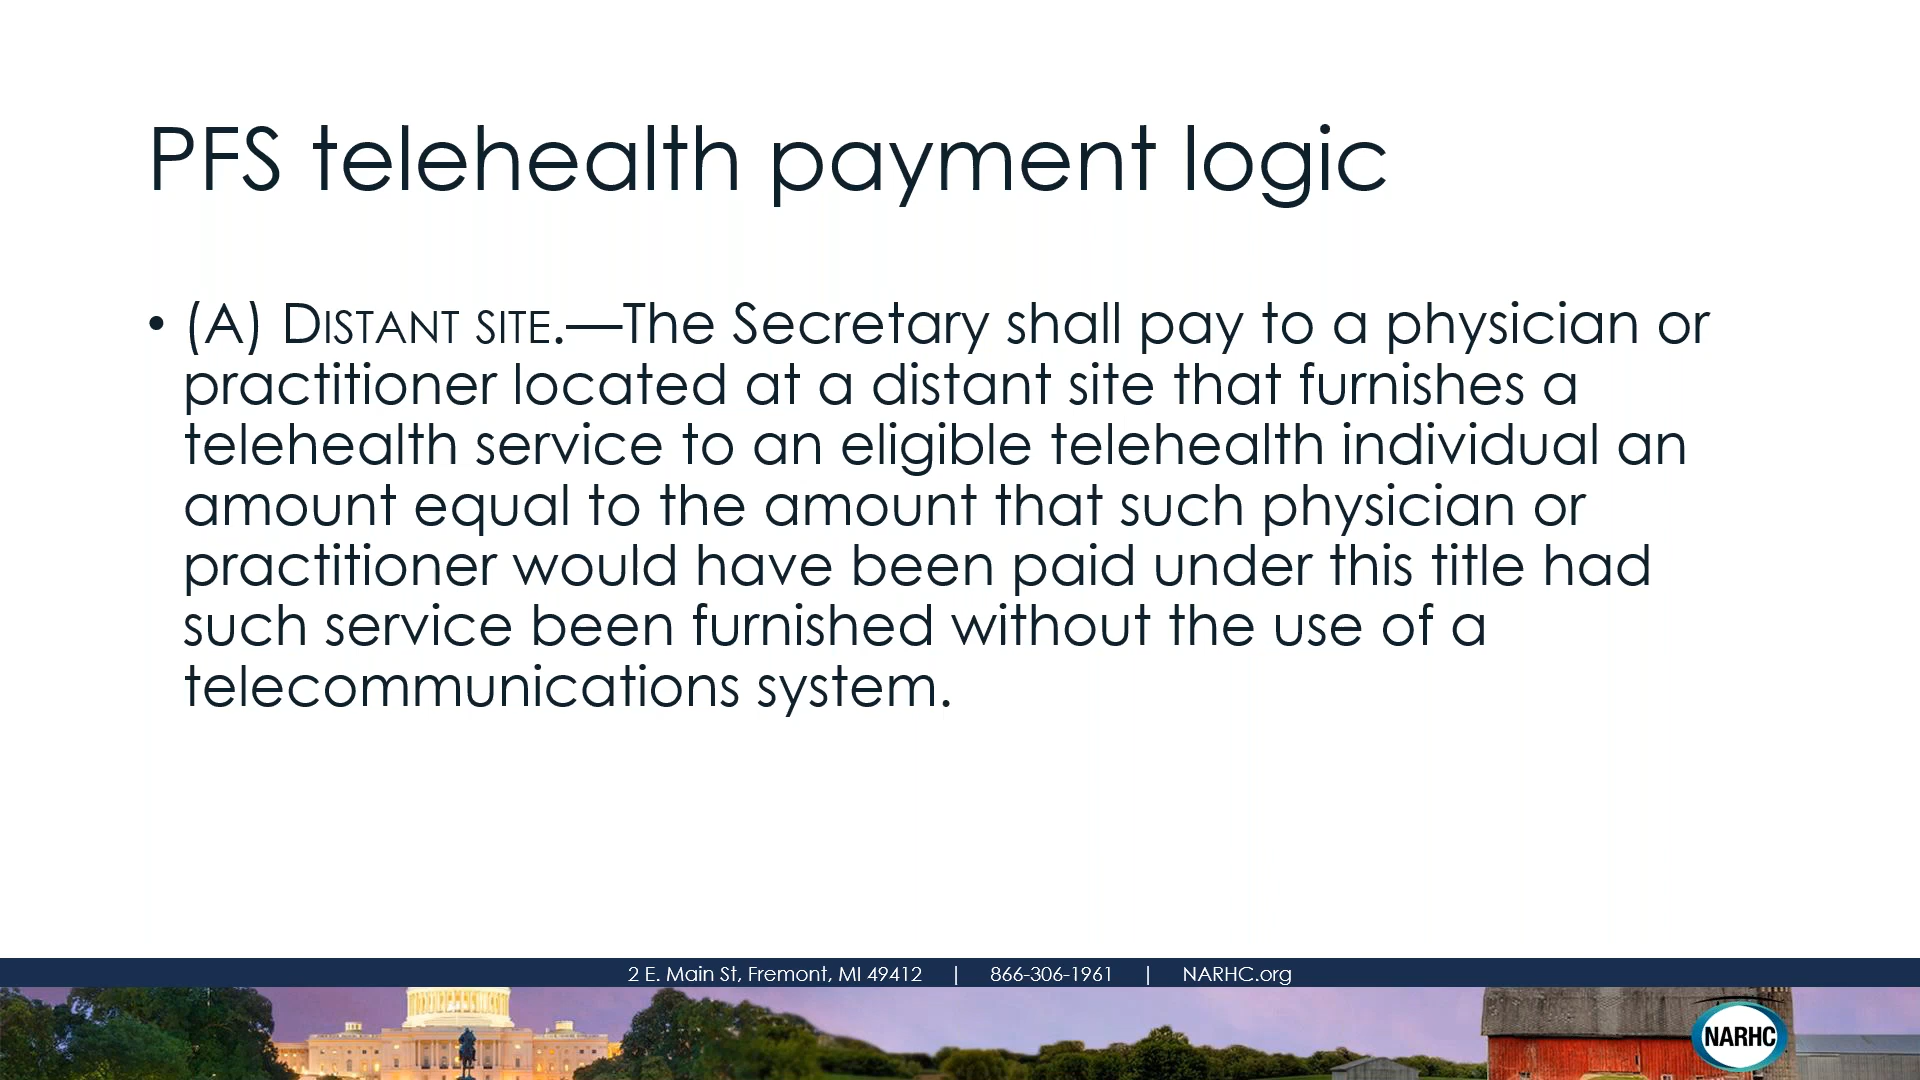 PFS telehealth payment logic
• (A) DISTANT SITE.—The Secretary shall pay to a physician or
practitioner located at a distant site that furnishes a
telehealth service to an eligible telehealth individual an
amount equal to the amount that such physician or
practitioner would have been paid under this title had
such service been furnished without the use of a
telecommunications system.
2 E. Main St, Fremont, MI 49412 | 866-306-1961 | NARHC.org
NARHC